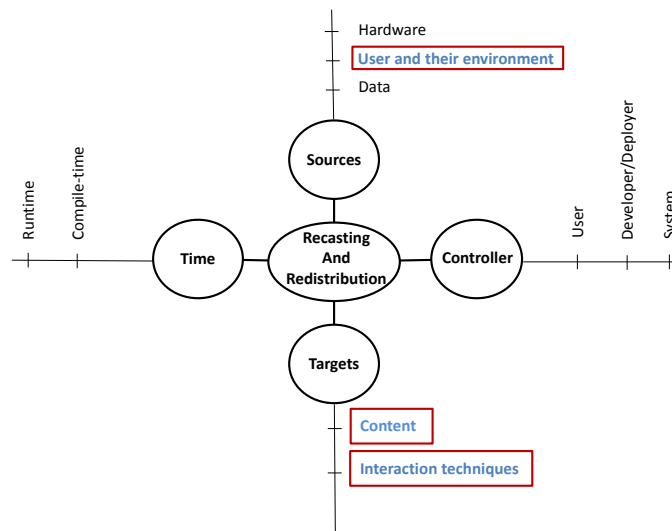 Hardware
User and their environment
Data
Sources
Runtime
Compile-time
Time
Recasting
And
Redistribution
Controller
User
Developer/Deployer
System
Targets
Content
Interaction techniques